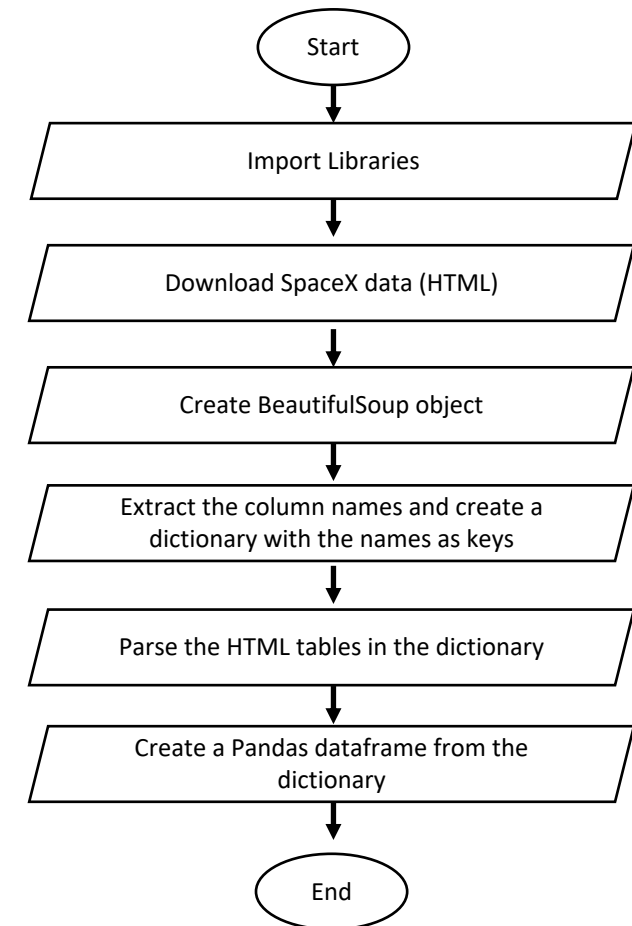 Start
Import Libraries
Download SpaceX data (HTML)
Create BeautifulSoup object
Extract the column names and create a
dictionary with the names as keys
Parse the HTML tables in the dictionary
Create a Pandas dataframe from the
dictionary
End